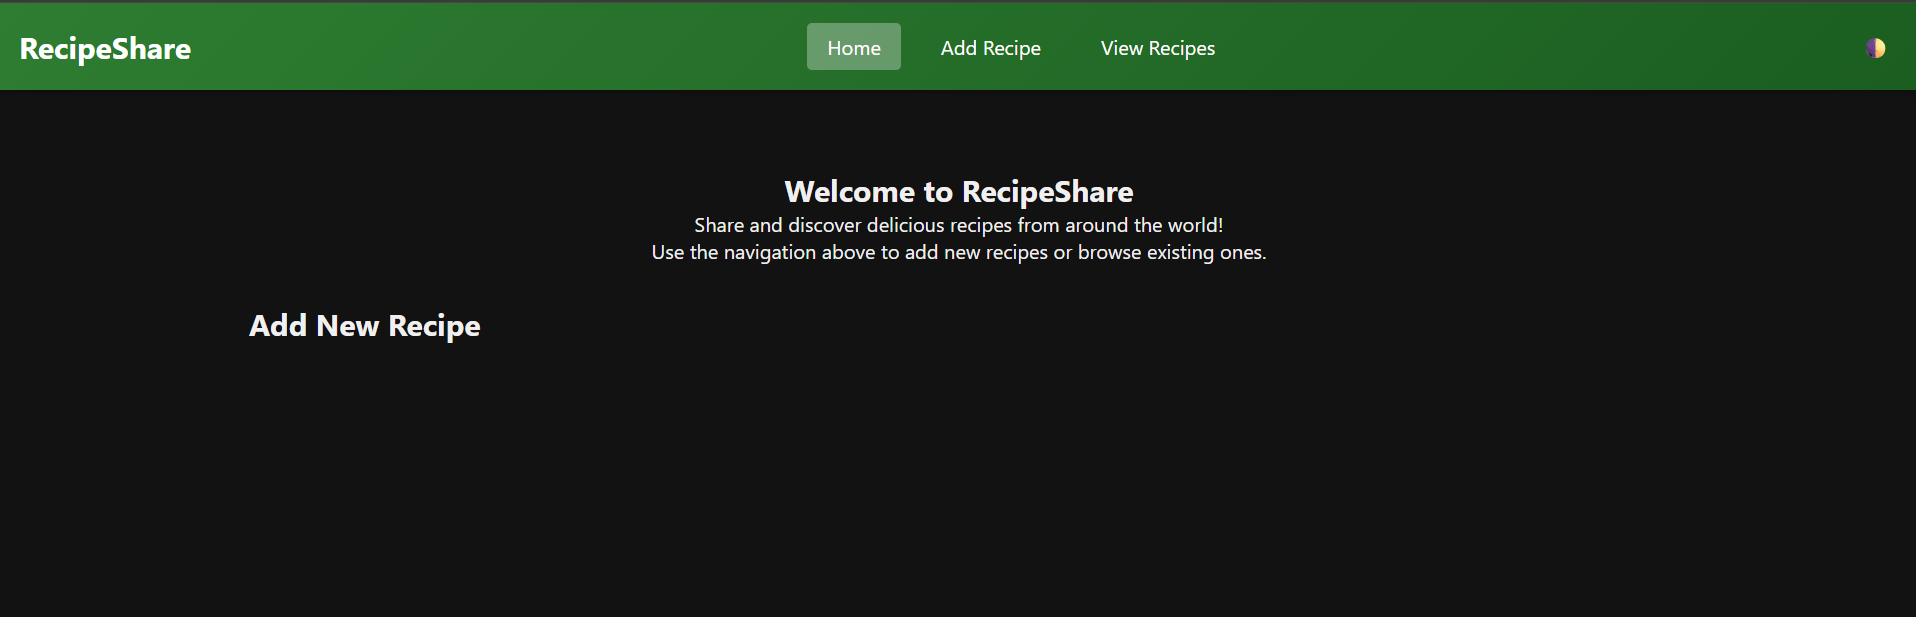 RecipeShare
Home
Add Recipe
View Recipes
Welcome to RecipeShare
Share and discover delicious recipes from around the world!
Use the navigation above to add new recipes or browse existing ones.
Add New Recipe